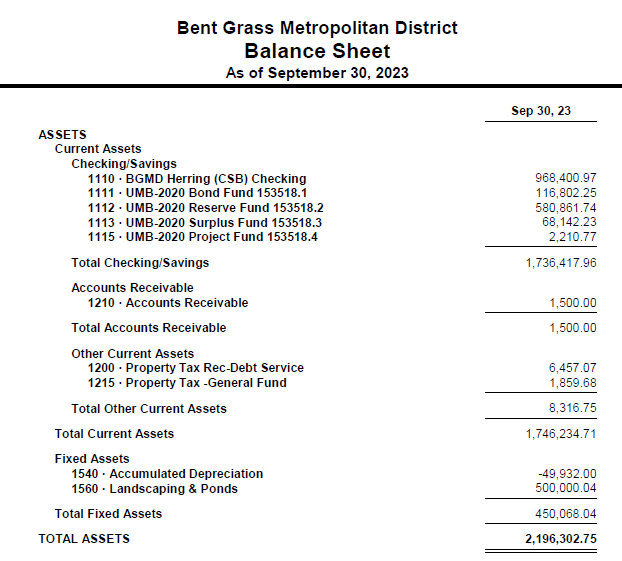 Bent Grass Metropolitan District
Balance Sheet
As of September 30, 2023
Sep 30, 23
ASSETS
Current Assets
Checking/Savings
1110 · BGMD Herring (CSB) Checking 968,400.97
1111 · UMB-2020 Bond Fund 153518.1 116,802.25
1112 · UMB-2020 Reserve Fund 153518.2 580,861.74
1113 · UMB-2020 Surplus Fund 153518.3 68,142.23
1115 · UMB-2020 Project Fund 153518.4 2,210.77
Total Checking/Savings 1,736,417.96
Accounts Receivable
1210 · Accounts Receivable 1,500.00
Total Accounts Receivable 1,500.00
Other Current Assets
1200 · Property Tax Rec-Debt Service 6,457.07
1215 · Property Tax -General Fund 1,859.68
Total Other Current Assets 8,316.75
Total Current Assets 1,746,234.71
Fixed Assets
1540 · Accumulated Depreciation -49,932.00
1560 · Landscaping & Ponds 500,000.04
Total Fixed Assets 450,068.04
TOTAL ASSETS 2,196,302.75